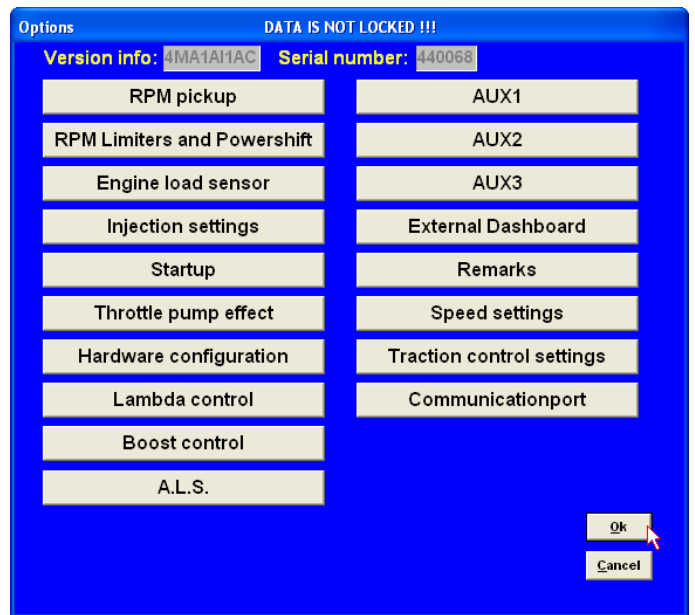 Options DATA IS NOT LOCKED !!!
Version info: 4MA1AI1AC Serial number: 440068
RPM pickup AUX1
RPM Limiters and Powershift AUX2
Engine load sensor AUX3
Injection settings External Dashboard
Startup Remarks
Throttle pump effect Speed settings
Hardware configuration Traction control settings
Lambda control Communicationport
Boost control
A.L.S.
Ok
Cancel